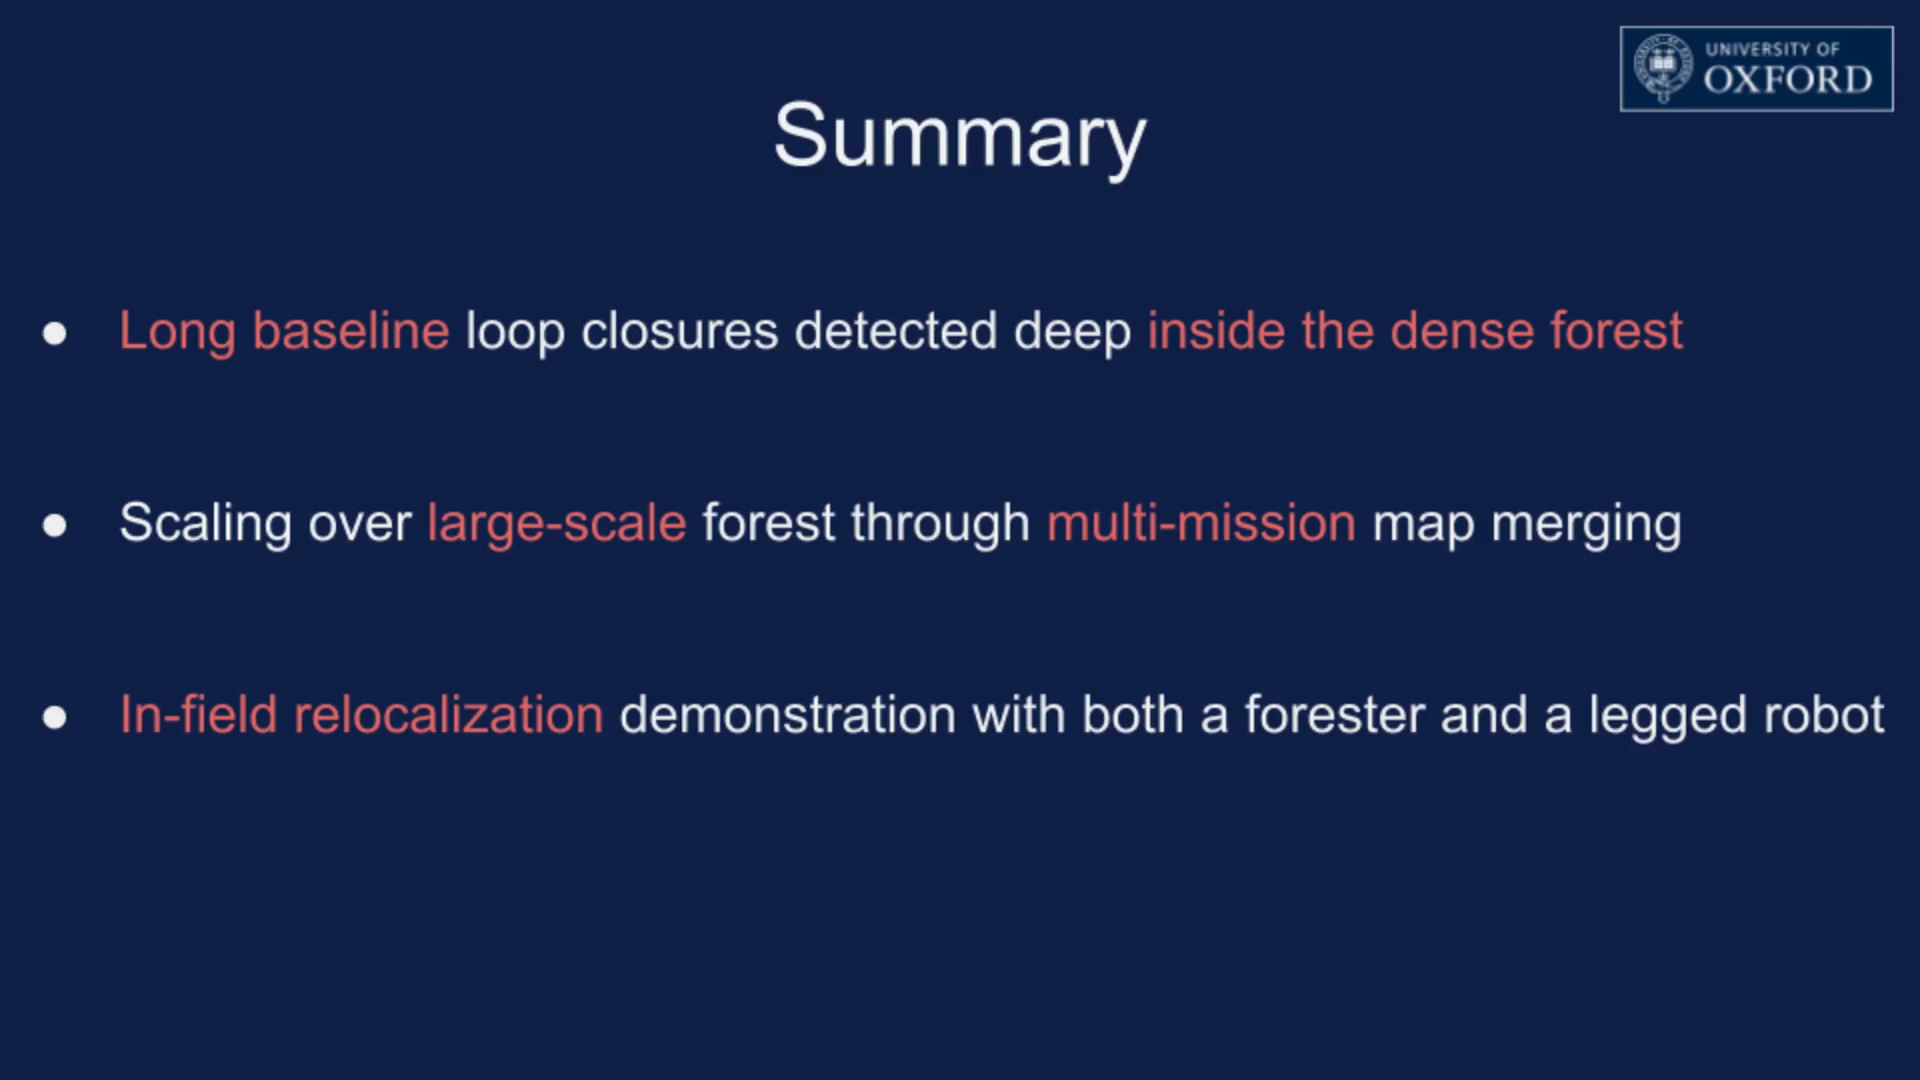 UNIVERSITY OF
OXFORD
Summary
● Long baseline loop closures detected deep inside the dense forest
● Scaling over large-scale forest through multi-mission map merging
● In-field relocalization demonstration with both a forester and a legged robot